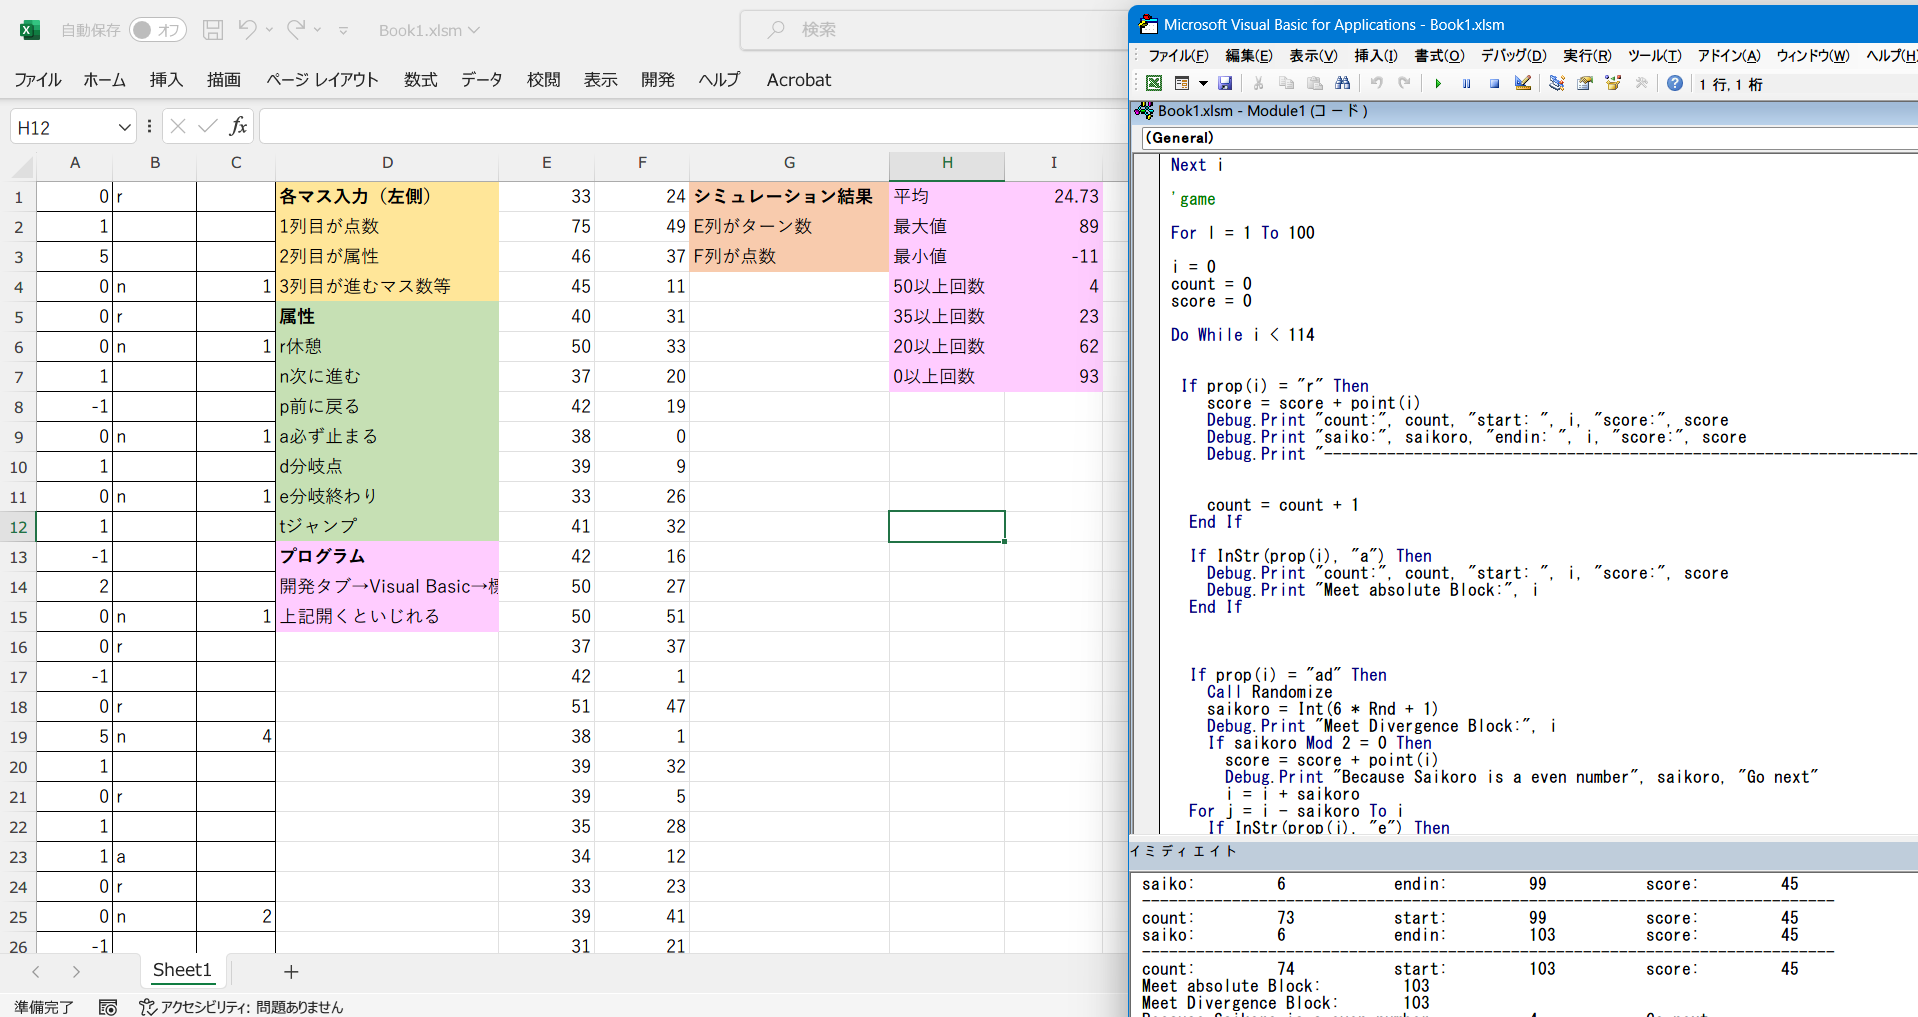 自動保存 オフ Book1.xlsm 検索
ファイル ホーム 挿入 描画 ページ レイアウト 数式 データ 校閲 表示 開発 ヘルプ Acrobat
H12 fx
A B C D E F G H I
1 0 r 各マス入力（左側） 33 24 シミュレーション結果 平均 24.73
2 1 1列目が点数 75 49 E列がターン数 最大値 89
3 5 2列目が属性 46 37 F列が点数 最小値 -11
4 0 n 1 3列目が進むマス数等 45 11 50以上回数 4
5 0 r 属性 40 31 35以上回数 23
6 0 n 1 r休憩 50 33 20以上回数 62
7 1 n次に進む 37 20 0以上回数 93
8 -1 p前に戻る 42 19
9 0 n 1 a必ず止まる 38 0
10 1 d分岐点 39 9
11 0 n 1 e分岐終わり 33 26
12 1 tジャンプ 41 32
13 -1 プログラム 42 16
14 2 開発タブ→Visual Basic→標 50 27
15 0 n 1 上記開くといじれる 50 51
16 0 r 37 37
17 -1 42 1
18 0 r 51 47
19 5 n 4 38 1
20 1 39 32
21 0 r 39 5
22 1 35 28
23 1 a 34 12
24 0 r 33 23
25 0 n 2 39 41
26 -1 31 21
Sheet1
準備完了 アクセシビリティ: 問題ありません
Microsoft Visual Basic for Applications - Book1.xlsm
ファイル(F) 編集(E) 表示(V) 挿入(I) 書式(O) デバッグ(D) 実行(R) ツール(T) アドイン(A) ウィンドウ(W) ヘルプ(H)
1 行, 1 桁
Book1.xlsm - Module1 (コード)
(General)
Next i
'game
For l = 1 To 100
i = 0
count = 0
score = 0
Do While i < 114
If prop(i) = "r" Then
score = score + point(i)
Debug.Print "count:", count, "start: ", i, "score:", score
Debug.Print "saiko:", saikoro, "endin: ", i, "score:", score
Debug.Print "------------------------------------------------------------------
count = count + 1
End If
If InStr(prop(i), "a") Then
Debug.Print "count:", count, "start: ", i, "score:", score
Debug.Print "Meet absolute Block:", i
End If
If prop(i) = "ad" Then
Call Randomize
saikoro = Int(6 * Rnd + 1)
Debug.Print "Meet Divergence Block:", i
If saikoro Mod 2 = 0 Then
score = score + point(i)
Debug.Print "Because Saikoro is a even number", saikoro, "Go next"
i = i + saikoro
For j = i - saikoro To i
If InStr(prop(j), "e") Then
イミディエイト
saiko: 6 endin: 99 score: 45
-----------------------------------------------------------------------------
count: 73 start: 99 score: 45
saiko: 6 endin: 103 score: 45
-----------------------------------------------------------------------------
count: 74 start: 103 score: 45
Meet absolute Block: 103
Meet Divergence Block: 103